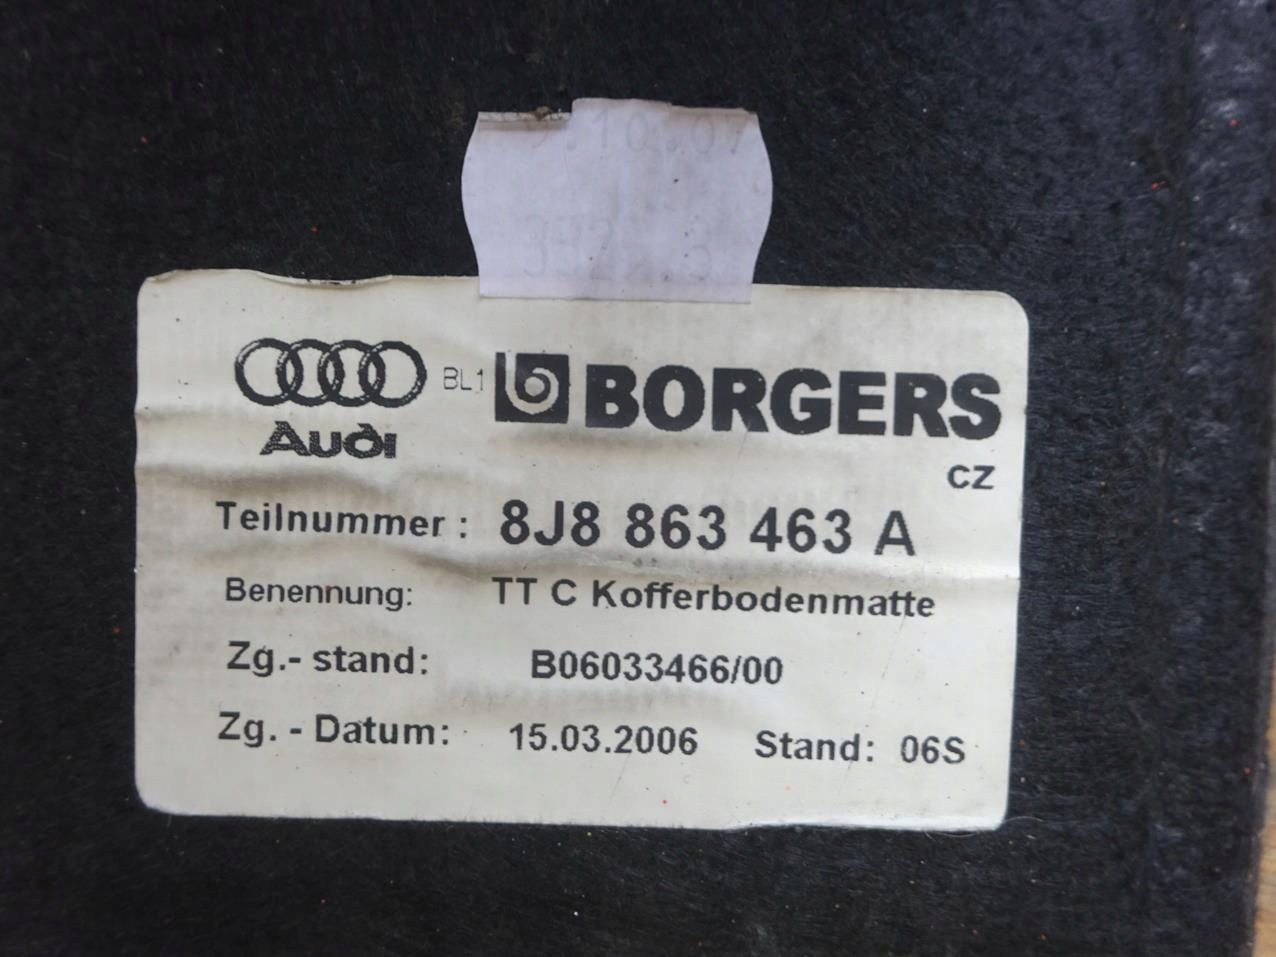 Audi BL1 BORGERS
CZ
Teilnummer: 8J8 863 463 A
Benennung: TT C Kofferbodenmatte
Zg.- stand: B06033466/00
Zg. - Datum: 15.03.2006 Stand: 06S